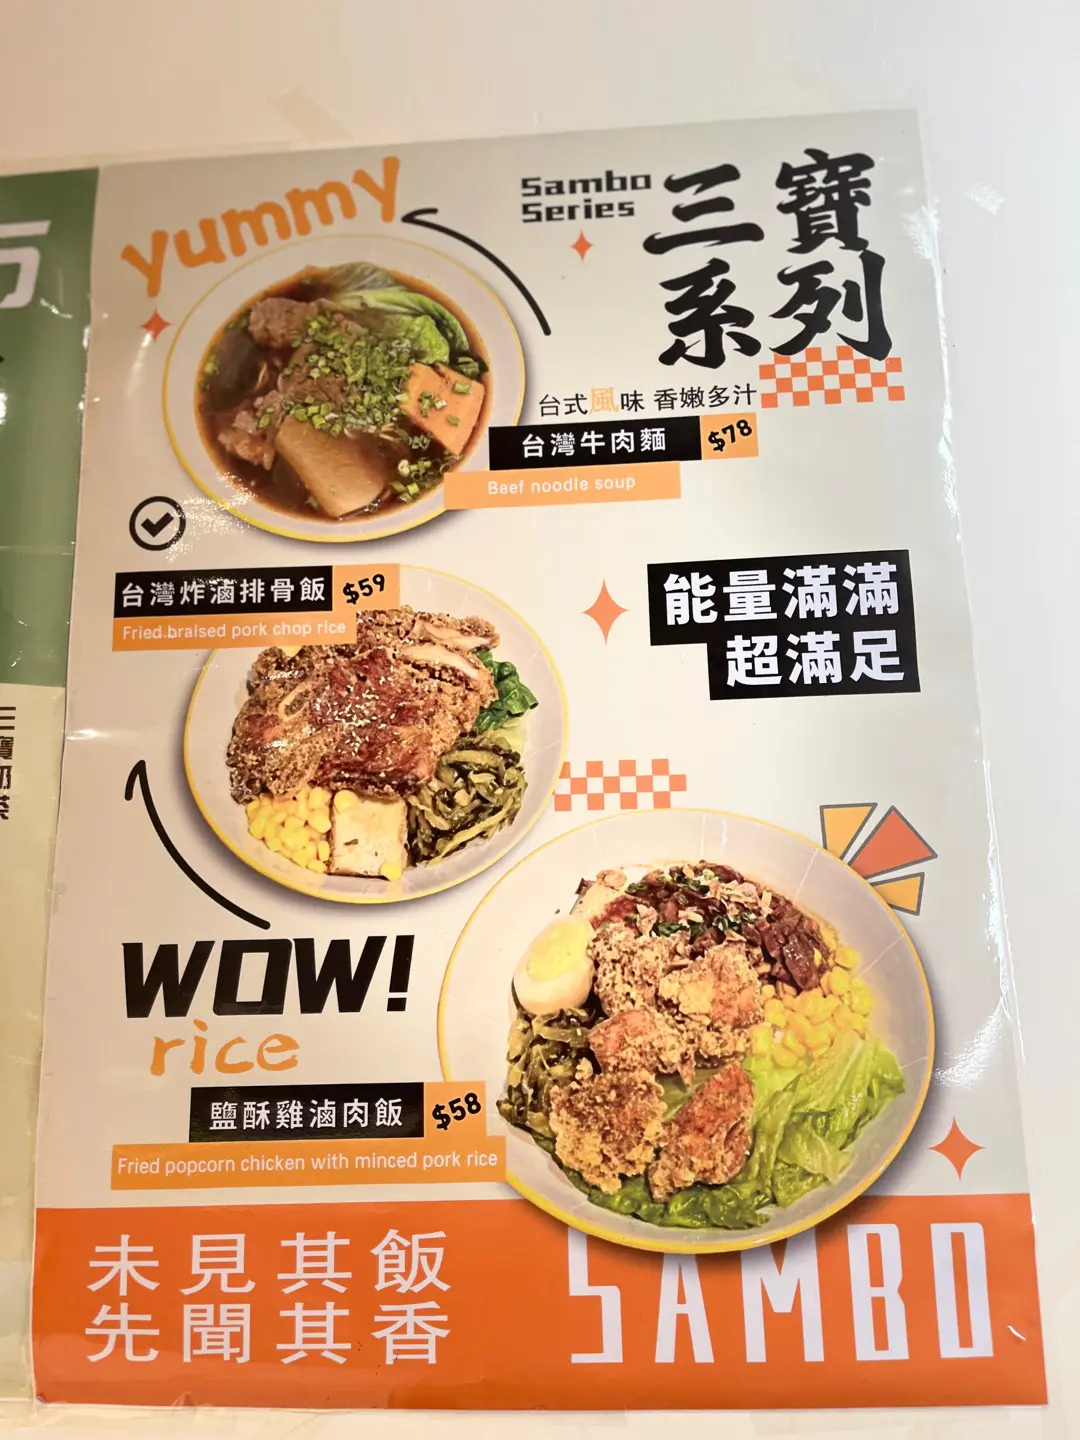 yummy
Sambo
Series
三寶
系列
台式風味 香嫩多汁
台灣牛肉麵 $78
Beef noodle soup
台灣炸滷排骨飯 $59
Fried.braised pork chop rice
能量滿滿
超滿足
WOW!
rice
鹽酥雞滷肉飯 $58
Fried popcorn chicken with minced pork rice
未見其飯
先聞其香
SAMBO